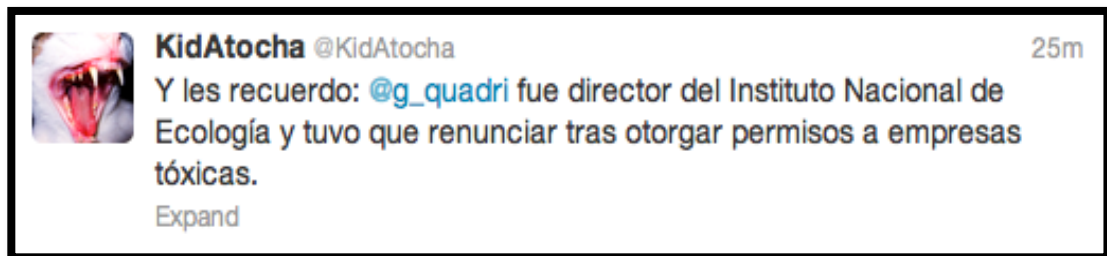 KidAtocha @KidAtocha 25m
Y les recuerdo: @g_quadri fue director del Instituto Nacional de
Ecología y tuvo que renunciar tras otorgar permisos a empresas
tóxicas.
Expand